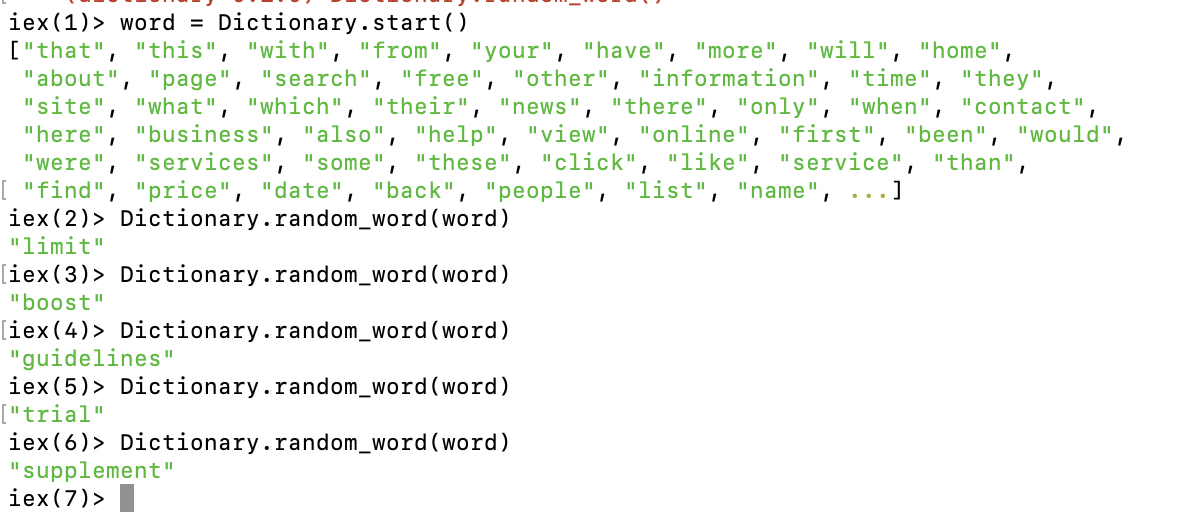 iex(1)> word = Dictionary.start()
["that", "this", "with", "from", "your", "have", "more", "will", "home",
"about", "page", "search", "free", "other", "information", "time", "they",
"site", "what", "which", "their", "news", "there", "only", "when", "contact",
"here", "business", "also", "help", "view", "online", "first", "been", "would",
"were", "services", "some", "these", "click", "like", "service", "than",
[ "find", "price", "date", "back", "people", "list", "name", ...]
iex(2)> Dictionary.random_word(word)
"limit"
[iex(3)> Dictionary.random_word(word)
"boost"
[iex(4)> Dictionary.random_word(word)
"guidelines"
iex(5)> Dictionary.random_word(word)
["trial"
iex(6)> Dictionary.random_word(word)
"supplement"
iex(7)>